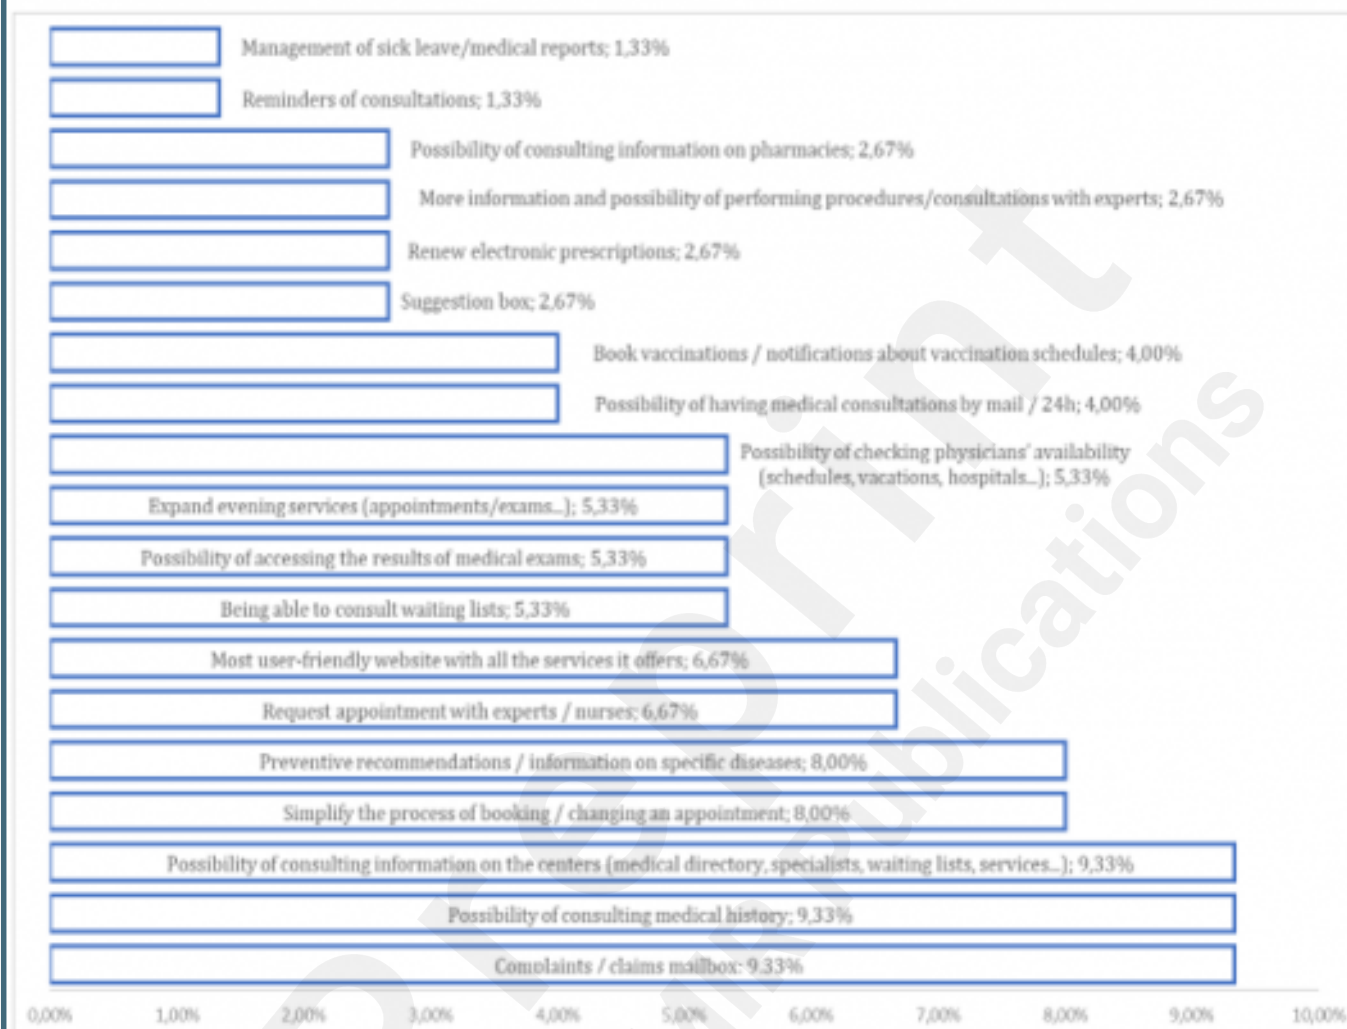 Management of sick leave/medical reports; 1,33%
Reminders of consultations; 1,33%
Possibility of consulting information on pharmacies; 2,67%
More information and possibility of performing procedures/consultations with experts; 2,67%
Renew electronic prescriptions; 2,67%
Suggestion box; 2,67%
Book vaccinations / notifications about vaccination schedules; 4,00%
Possibility of having medical consultations by mail / 24h; 4,00%
Possibility of checking physicians' availability
(schedules, vacations, hospitals...); 5,33%
Expand evening services (appointments/exams...); 5,33%
Possibility of accessing the results of medical exams; 5,33%
Being able to consult waiting lists; 5,33%
Most user-friendly website with all the services it offers; 6,67%
Request appointment with experts / nurses; 6,67%
Preventive recommendations / information on specific diseases; 8,00%
Simplify the process of booking / changing an appointment; 8,00%
Possibility of consulting information on the centers (medical directory, specialists, waiting lists, services...); 9,33%
Possibility of consulting medical history; 9,33%
Complaints / claims mailbox; 9.33%
0,00% 1,00% 2,00% 3,00% 4,00% 5,00% 6,00% 7,00% 8,00% 9,00% 10,00%
Preprint
Publications